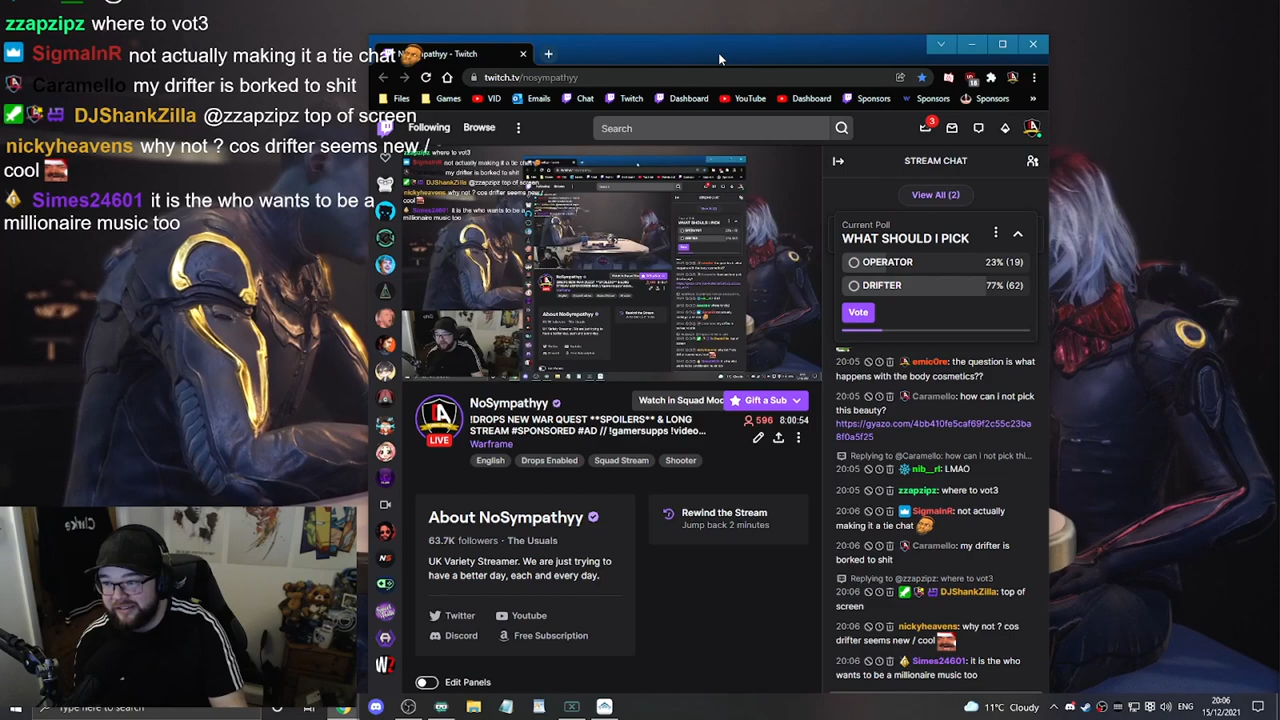 zzapzipz where to vot3
SigmaInR not actually making it a tie chat
Caramello my drifter is borked to shit
DJShankZilla @zzapzipz top of screen
nickyheavens why not ? cos drifter seems new /
cool
Simes24601 it is the who wants to be a
millionaire music too
pathyy - Twitch
twitch.tv/nosympathyy
18
Files
Games
VID
Emails
Chat
Twitch
Dashboard
YouTube
Dashboard
Sponsors
Sponsors
Sponsors
»
Following
Browse
Search
3
STREAM CHAT
View All (2)
Current Poll
WHAT SHOULD I PICK
OPERATOR 23% (19)
DRIFTER 77% (62)
Vote
20:05 emic0re: the question is what
happens with the body cosmetics??
20:05 Caramello: how can i not pick
this beauty?
https://gyazo.com/4bb410fe5caf69f2c55c23ba
8f0a5f25
Replying to @Caramello: how can i not pick thi...
20:05 nib__rl: LMAO
20:05 zzapzipz: where to vot3
20:06 SigmaInR: not actually
making it a tie chat
20:06 Caramello: my drifter is
borked to shit
Replying to @zzapzipz: where to vot3
20:06 DJShankZilla: top of
screen
20:06 nickyheavens: why not ? cos
drifter seems new / cool
20:06 Simes24601: it is the who
wants to be a millionaire music too
LIVE
NoSympathyy
Watch in Squad Mod
Gift a Sub
!DROPS NEW WAR QUEST **SPOILERS** & LONG
STREAM #SPONSORED #AD // !gamersupps !video...
596 8:00:54
Warframe
English
Drops Enabled
Squad Stream
Shooter
About NoSympathyy
63.7K followers · The Usuals
UK Variety Streamer. We are just trying to
have a better day, each and every day.
Twitter
Youtube
Discord
Free Subscription
Rewind the Stream
Jump back 2 minutes
Edit Panels
Type here to search
11°C Cloudy
20:06
15/12/2021